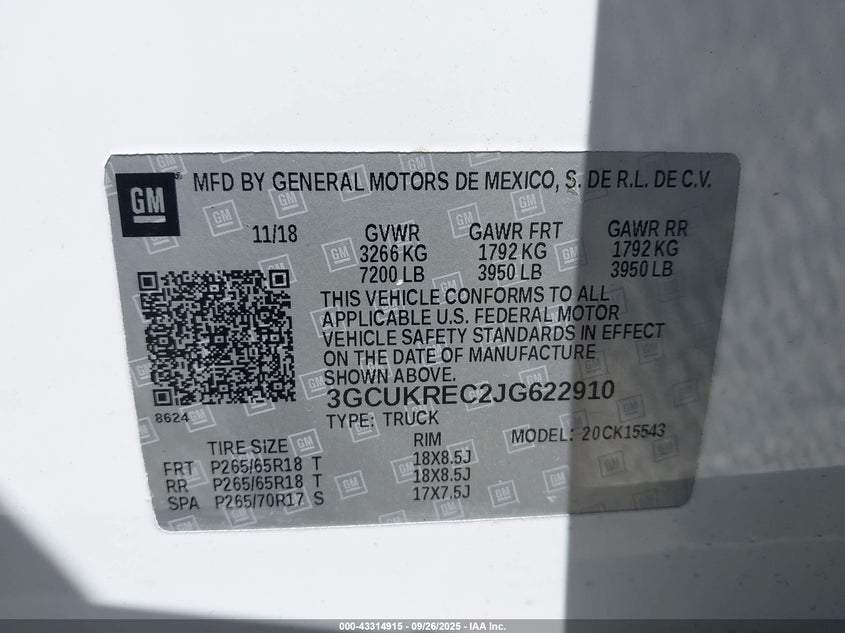 GM MFD BY GENERAL MOTORS DE MEXICO, S. DE R.L. DE C.V.
11/18 GVWR GAWR FRT GAWR RR
3266 KG 1792 KG 1792 KG
7200 LB 3950 LB 3950 LB
THIS VEHICLE CONFORMS TO ALL
APPLICABLE U.S. FEDERAL MOTOR
VEHICLE SAFETY STANDARDS IN EFFECT
ON THE DATE OF MANUFACTURE
SHOWN ABOVE.
3GCUKREC2JG622910
8624 TYPE: TRUCK MODEL: 20CK15543
TIRE SIZE RIM
FRT P265/65R18 T 18X8.5J
RR P265/65R18 T 18X8.5J
SPA P265/70R17 S 17X7.5J
000-43314915 - 09/26/2025 - IAA Inc.